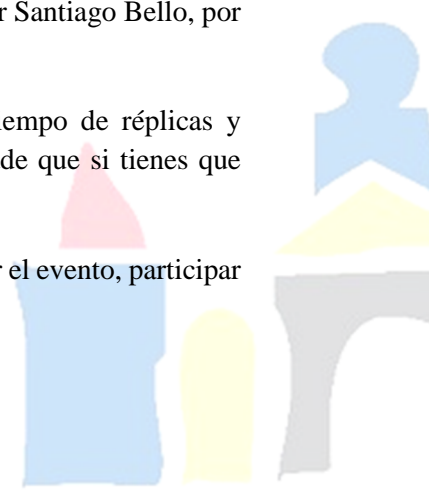 r Santiago Bello, por
iempo de réplicas y
de que si tienes que
r el evento, participar